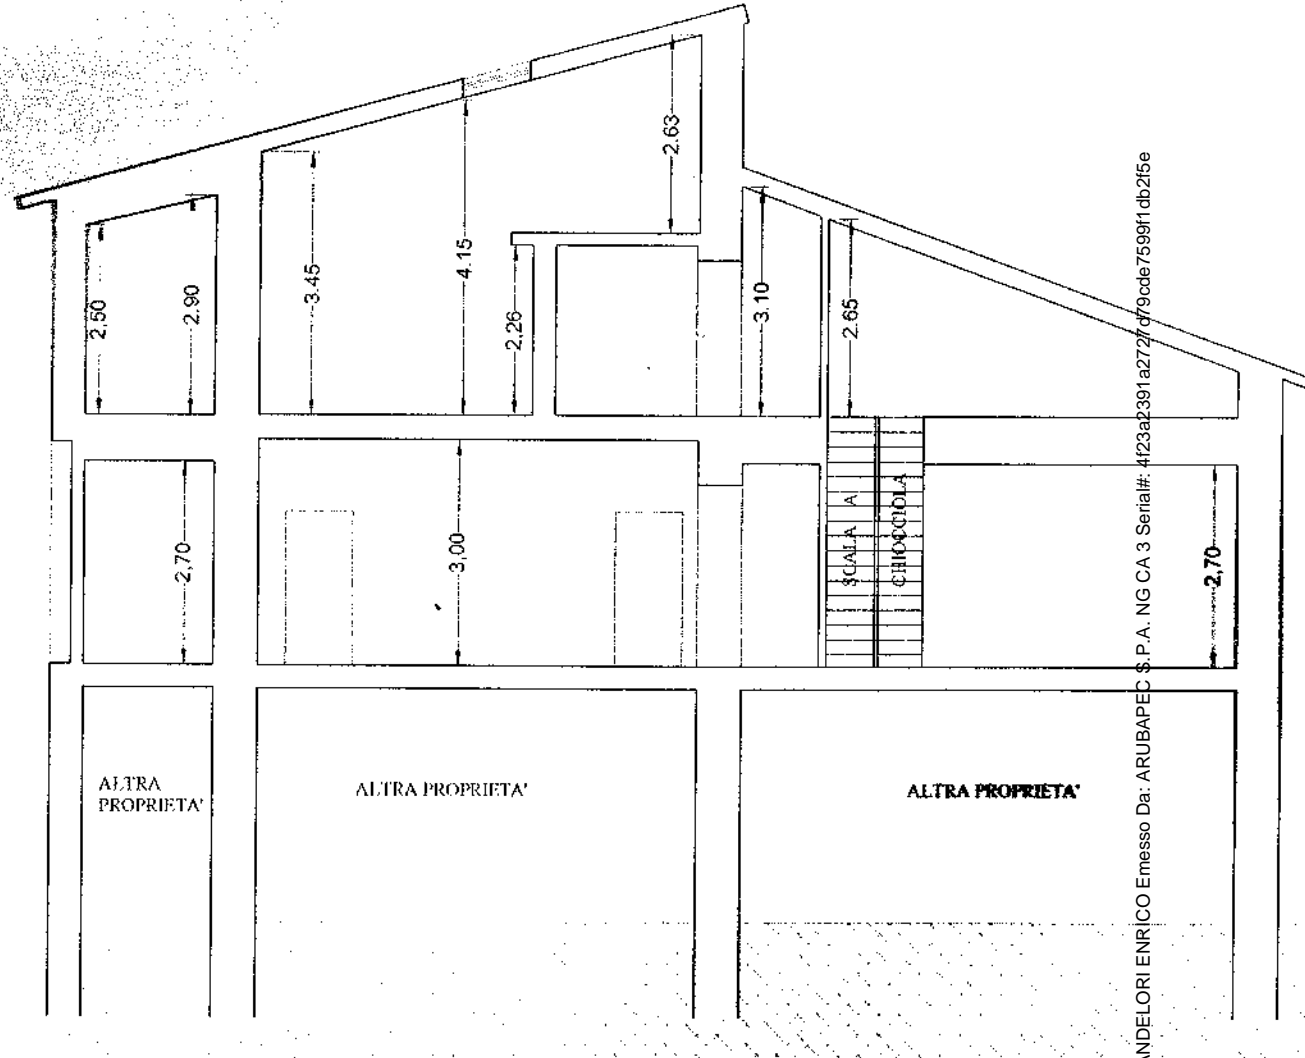 2.63
3.45
4.15
2.50
2.90
2,26
3.10
2.65
2,70
3,00
SCALA A
CHIOCCIOLA
2,70
ALTRA
PROPRIETA'
ALTRA PROPRIETA'
ALTRA PROPRIETA'
ANDELORI ENRICO Emesso Da: ARUBAPEC S.P.A. NG CA 3 Serial#: 4f23a2391a2727d79cde7599f1db2f5e